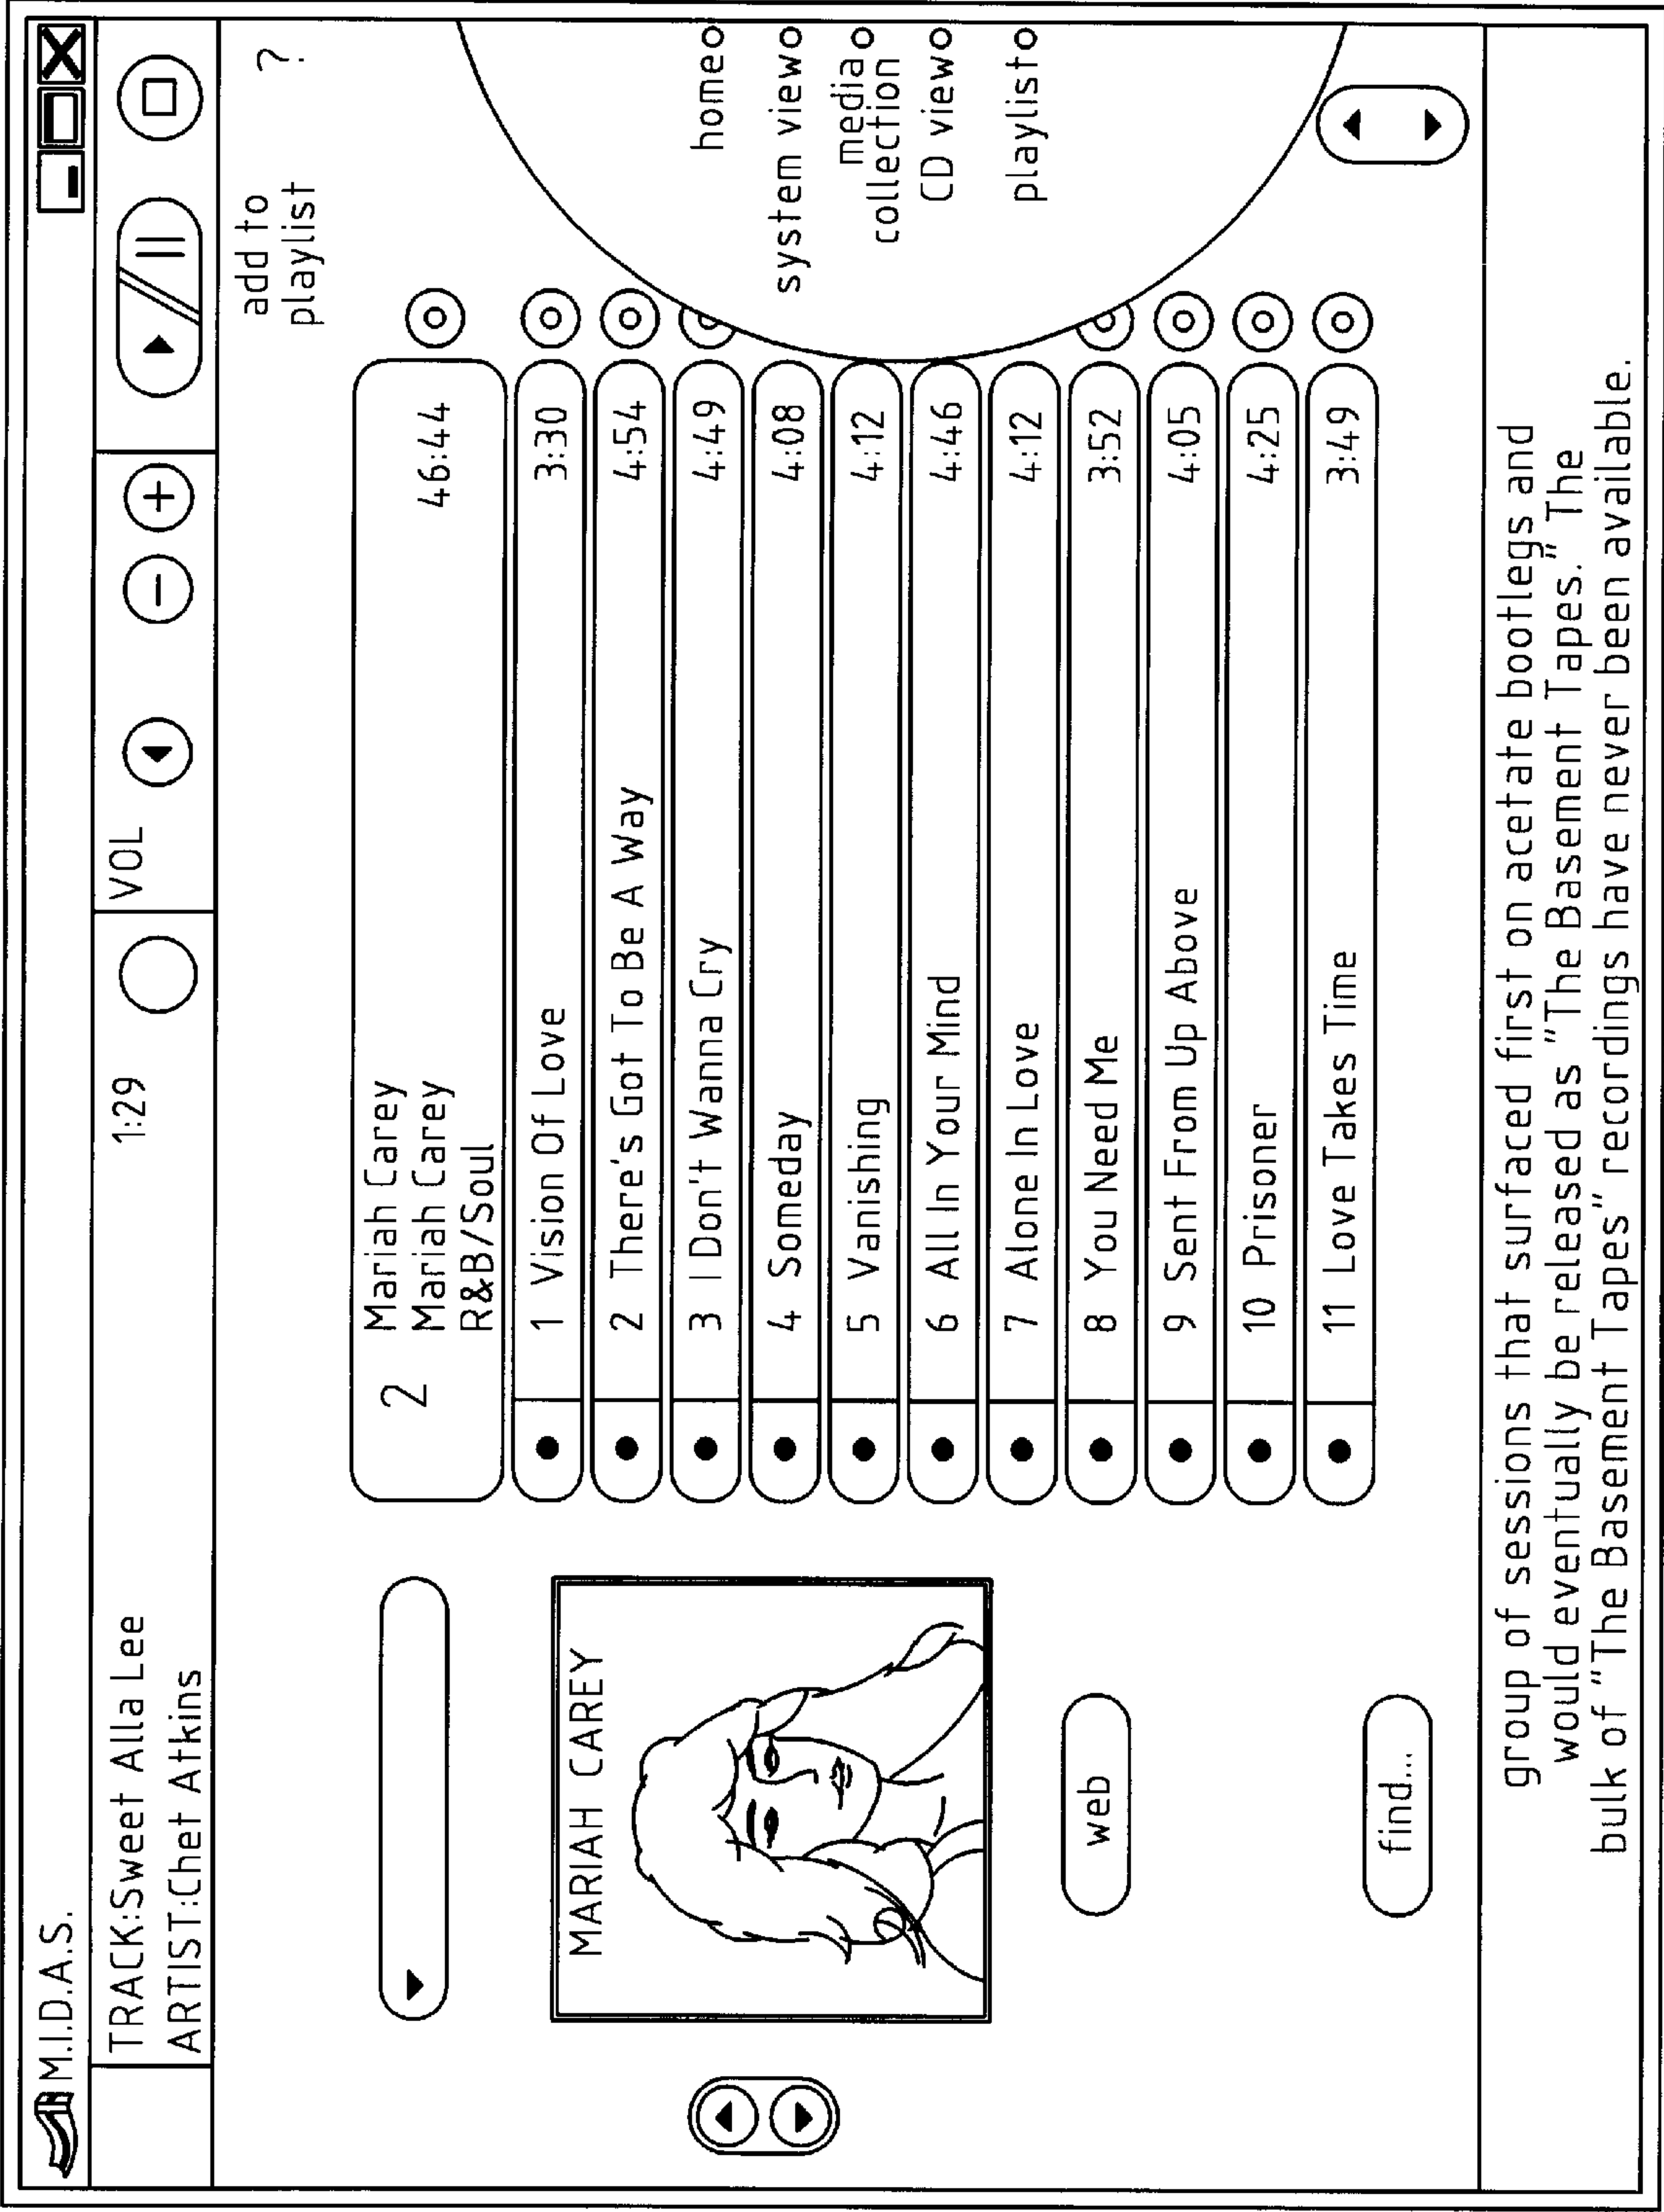 M.I.D.A.S.
TRACK:Sweet Alla Lee
ARTIST:Chet Atkins
1:29
VOL
add to
playlist
?
2
Mariah Carey
Mariah Carey
R&B/Soul
46:44
1 Vision Of Love 3:30
2 There's Got To Be A Way 4:54
3 I Don't Wanna Cry 4:49
4 Someday 4:08
5 Vanishing 4:12
6 All In Your Mind 4:46
7 Alone In Love 4:12
8 You Need Me 3:52
9 Sent From Up Above 4:05
10 Prisoner 4:25
11 Love Takes Time 3:49
MARIAH CAREY
web
find...
home
system view
media
collection
CD view
playlist
group of sessions that surfaced first on acetate bootlegs and
would eventually be released as "The Basement Tapes." The
bulk of "The Basement Tapes" recordings have never been available.